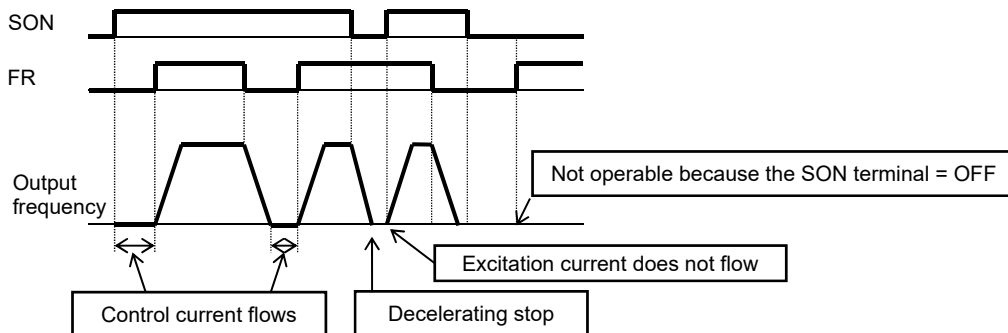 SON
FR
Output
frequency
Not operable because the SON terminal = OFF
Excitation current does not flow
Control current flows
Decelerating stop